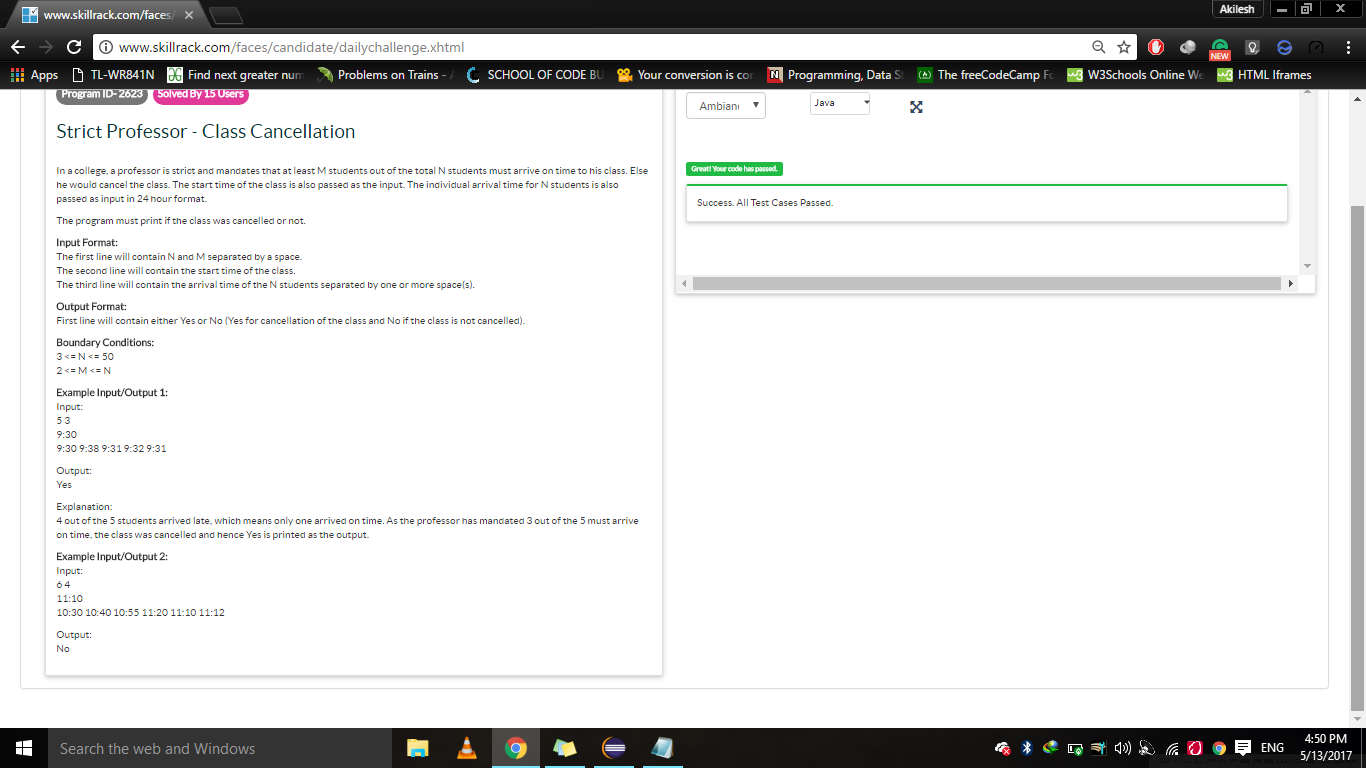 www.skillrack.com/faces/
Akilesh
www.skillrack.com/faces/candidate/dailychallenge.xhtml
NEW
Apps
TL-WR841N
Find next greater num
Problems on Trains - A
SCHOOL OF CODE BU
Your conversion is co
Programming, Data S
The freeCodeCamp Fo
W3Schools Online We
HTML Iframes
Program ID- 2623 Solved By 15 Users
Strict Professor - Class Cancellation
In a college, a professor is strict and mandates that at least M students out of the total N students must arrive on time to his class. Else
he would cancel the class. The start time of the class is also passed as the input. The individual arrival time for N students is also
passed as input in 24 hour format.
The program must print if the class was cancelled or not.
Input Format:
The first line will contain N and M separated by a space.
The second line will contain the start time of the class.
The third line will contain the arrival time of the N students separated by one or more space(s).
Output Format:
First line will contain either Yes or No (Yes for cancellation of the class and No if the class is not cancelled).
Boundary Conditions:
3 <= N <= 50
2 <= M <= N
Example Input/Output 1:
Input:
5 3
9:30
9:30 9:38 9:31 9:32 9:31
Output:
Yes
Explanation:
4 out of the 5 students arrived late, which means only one arrived on time. As the professor has mandated 3 out of the 5 must arrive
on time, the class was cancelled and hence Yes is printed as the output.
Example Input/Output 2:
Input:
6 4
11:10
10:30 10:40 10:55 11:20 11:10 11:12
Output:
No
Ambian
Java
Great! Your code has passed.
Success. All Test Cases Passed.
Search the web and Windows
ENG
4:50 PM
5/13/2017